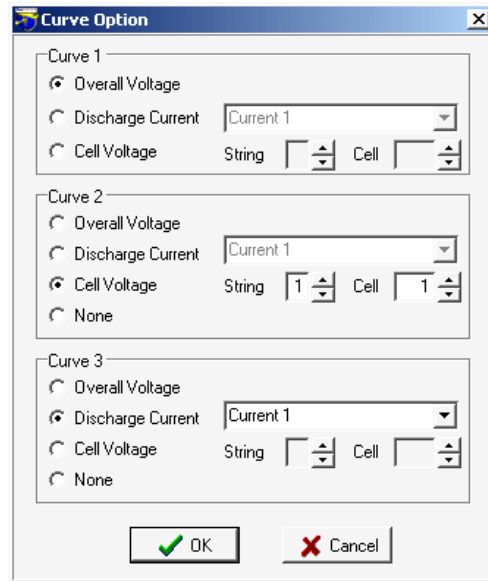 Curve Option
Curve 1
Overall Voltage
Discharge Current Current 1
Cell Voltage String Cell
Curve 2
Overall Voltage
Discharge Current Current 1
Cell Voltage String 1 Cell 1
None
Curve 3
Overall Voltage
Discharge Current Current 1
Cell Voltage String Cell
None
OK Cancel